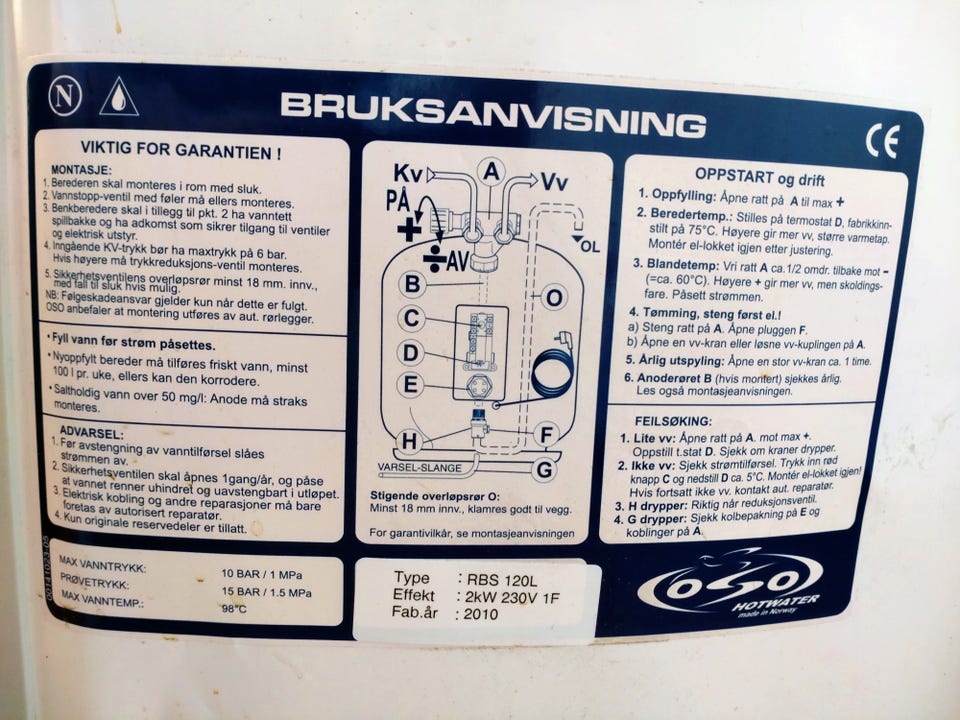 N
BRUKSANVISNING
CE
VIKTIG FOR GARANTIEN !
MONTASJE:
1. Berederen skal monteres i rom med sluk.
2. Vannstopp-ventil med føler må ellers monteres.
3. Benkberedere skal i tillegg til pkt. 2 ha vanntett
spillbakke og ha adkomst som sikrer tilgang til ventiler
og elektrisk utstyr.
4. Inngående KV-trykk bør ha maxtrykk på 6 bar.
Hvis høyere må trykkreduksjons-ventil monteres.
5. Sikkerhetsventilens overløpsrør minst 18 mm. innv.,
med fall til sluk hvis mulig.
NB: Følgeskadeansvar gjelder kun når dette er fulgt.
OSO anbefaler at montering utføres av aut. rørlegger.
• Fyll vann før strøm påsettes.
• Nyoppfylt bereder må tilføres friskt vann, minst
100 l pr. uke, ellers kan den korrodere.
• Saltholdig vann over 50 mg/l: Anode må straks
monteres.
ADVARSEL:
1. Før avstengning av vanntilførsel slåes
strømmen av.
2. Sikkerhetsventilen skal åpnes 1gang/år, og påse
at vannet renner uhindret og uavstengbart i utløpet.
3. Elektrisk kobling og andre reparasjoner må bare
foretas av autorisert reparatør.
4. Kun originale reservedeler er tillatt.
00141023-05
MAX VANNTRYKK: 10 BAR / 1 MPa
PRØVETRYKK: 15 BAR / 1.5 MPa
MAX VANNTEMP.: 98°C
Kv A Vv
PÅ
+
÷ AV
OL
B
O
C
D
E
H F
VARSEL-SLANGE G
Stigende overløpsrør O:
Minst 18 mm innv., klamres godt til vegg.
For garantivilkår, se montasjeanvisningen
Type : RBS 120L
Effekt : 2kW 230V 1F
Fab.år : 2010
OPPSTART og drift
1. Oppfylling: Åpne ratt på A til max +
2. Beredertemp.: Stilles på termostat D, fabrikkinn-
stilt på 75°C. Høyere gir mer vv, større varmetap.
Montér el-lokket igjen etter justering.
3. Blandetemp: Vri ratt A ca.1/2 omdr. tilbake mot –
(=ca. 60°C). Høyere + gir mer vv, men skoldings-
fare. Påsett strømmen.
4. Tømming, steng først el.!
a) Steng ratt på A. Åpne pluggen F.
b) Åpne en vv-kran eller løsne vv-kuplingen på A.
5. Årlig utspyling: Åpne en stor vv-kran ca. 1 time.
6. Anoderøret B (hvis montert) sjekkes årlig.
Les også montasjeanvisningen.
FEILSØKING:
1. Lite vv: Åpne ratt på A. mot max +.
Oppstill t.stat D. Sjekk om kraner drypper.
2. Ikke vv: Sjekk strømtilførsel. Trykk inn rød
knapp C og nedstill D ca. 5°C. Montér el-lokket igjen!
Hvis fortsatt ikke vv. kontakt aut. reparatør.
3. H drypper: Riktig når reduksjonsventil.
4. G drypper: Sjekk kolbepakning på E og
koblinger på A.
OSO
HOTWATER
made in Norway